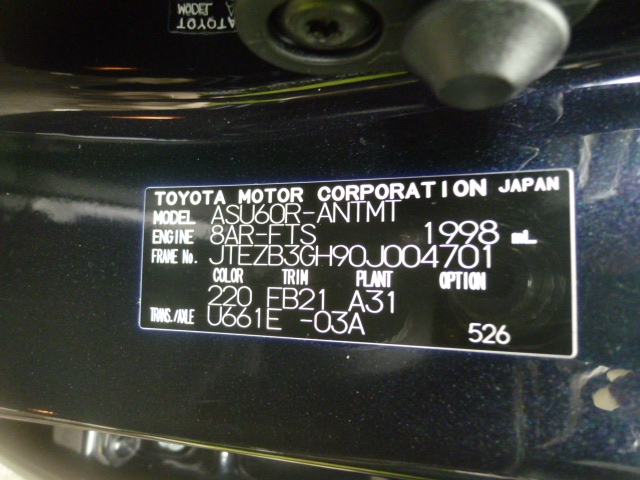 TOYOTA MOTOR CORPORATION JAPAN
MODEL ASU60R-ANTMT
ENGINE 8AR-FTS 1998 mL
FRAME No. JTEZB3GH90J004701
COLOR TRIM PLANT OPTION
220 FB21 A31
TRANS./AXLE U661E -03A
526